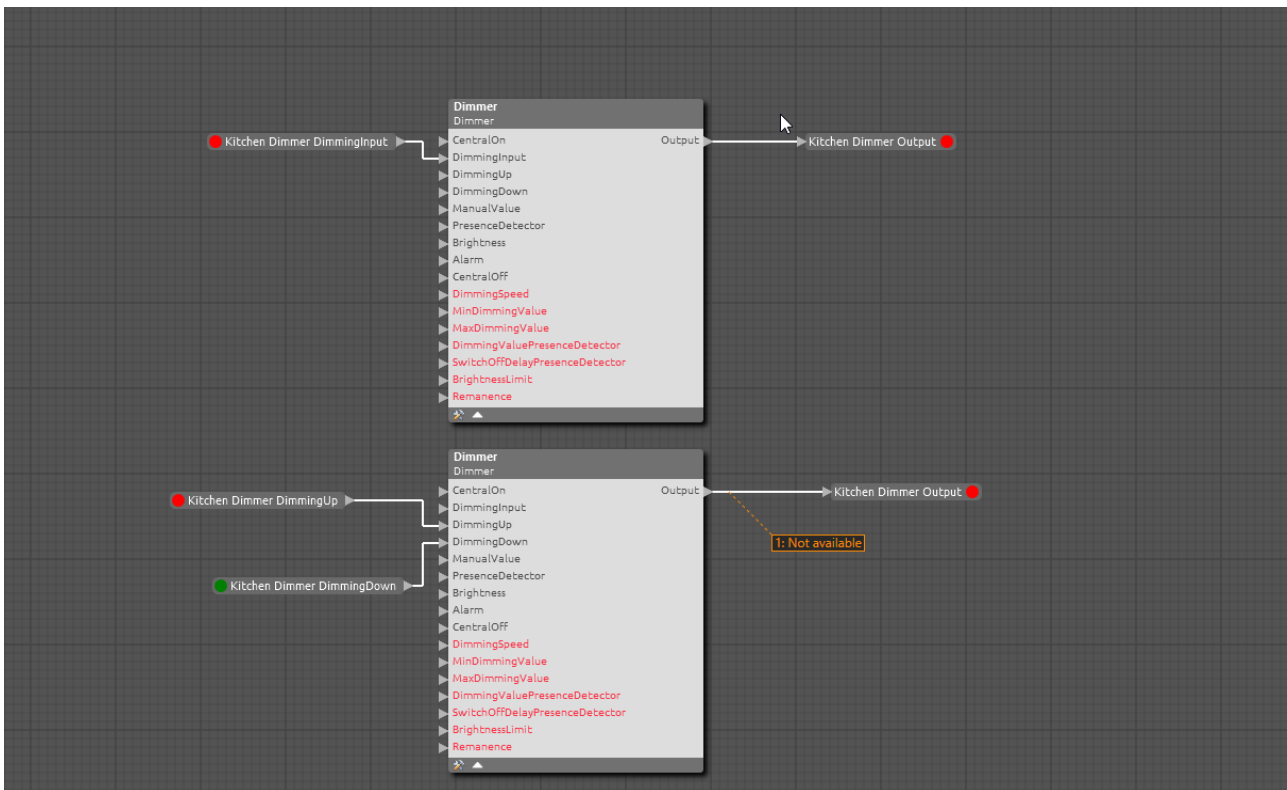 Dimmer
Dimmer
Kitchen Dimmer DimmingInput
CentralOn
Output
Kitchen Dimmer Output
DimmingInput
DimmingUp
DimmingDown
ManualValue
PresenceDetector
Brightness
Alarm
CentralOff
DimmingSpeed
MinDimmingValue
MaxDimmingValue
DimmingValuePresenceDetector
SwitchOffDelayPresenceDetector
BrightnessLimit
Remanence
Dimmer
Dimmer
Kitchen Dimmer DimmingUp
CentralOn
Output
Kitchen Dimmer Output
DimmingInput
DimmingUp
DimmingDown
1: Not available
ManualValue
PresenceDetector
Kitchen Dimmer DimmingDown
Brightness
Alarm
CentralOff
DimmingSpeed
MinDimmingValue
MaxDimmingValue
DimmingValuePresenceDetector
SwitchOffDelayPresenceDetector
BrightnessLimit
Remanence